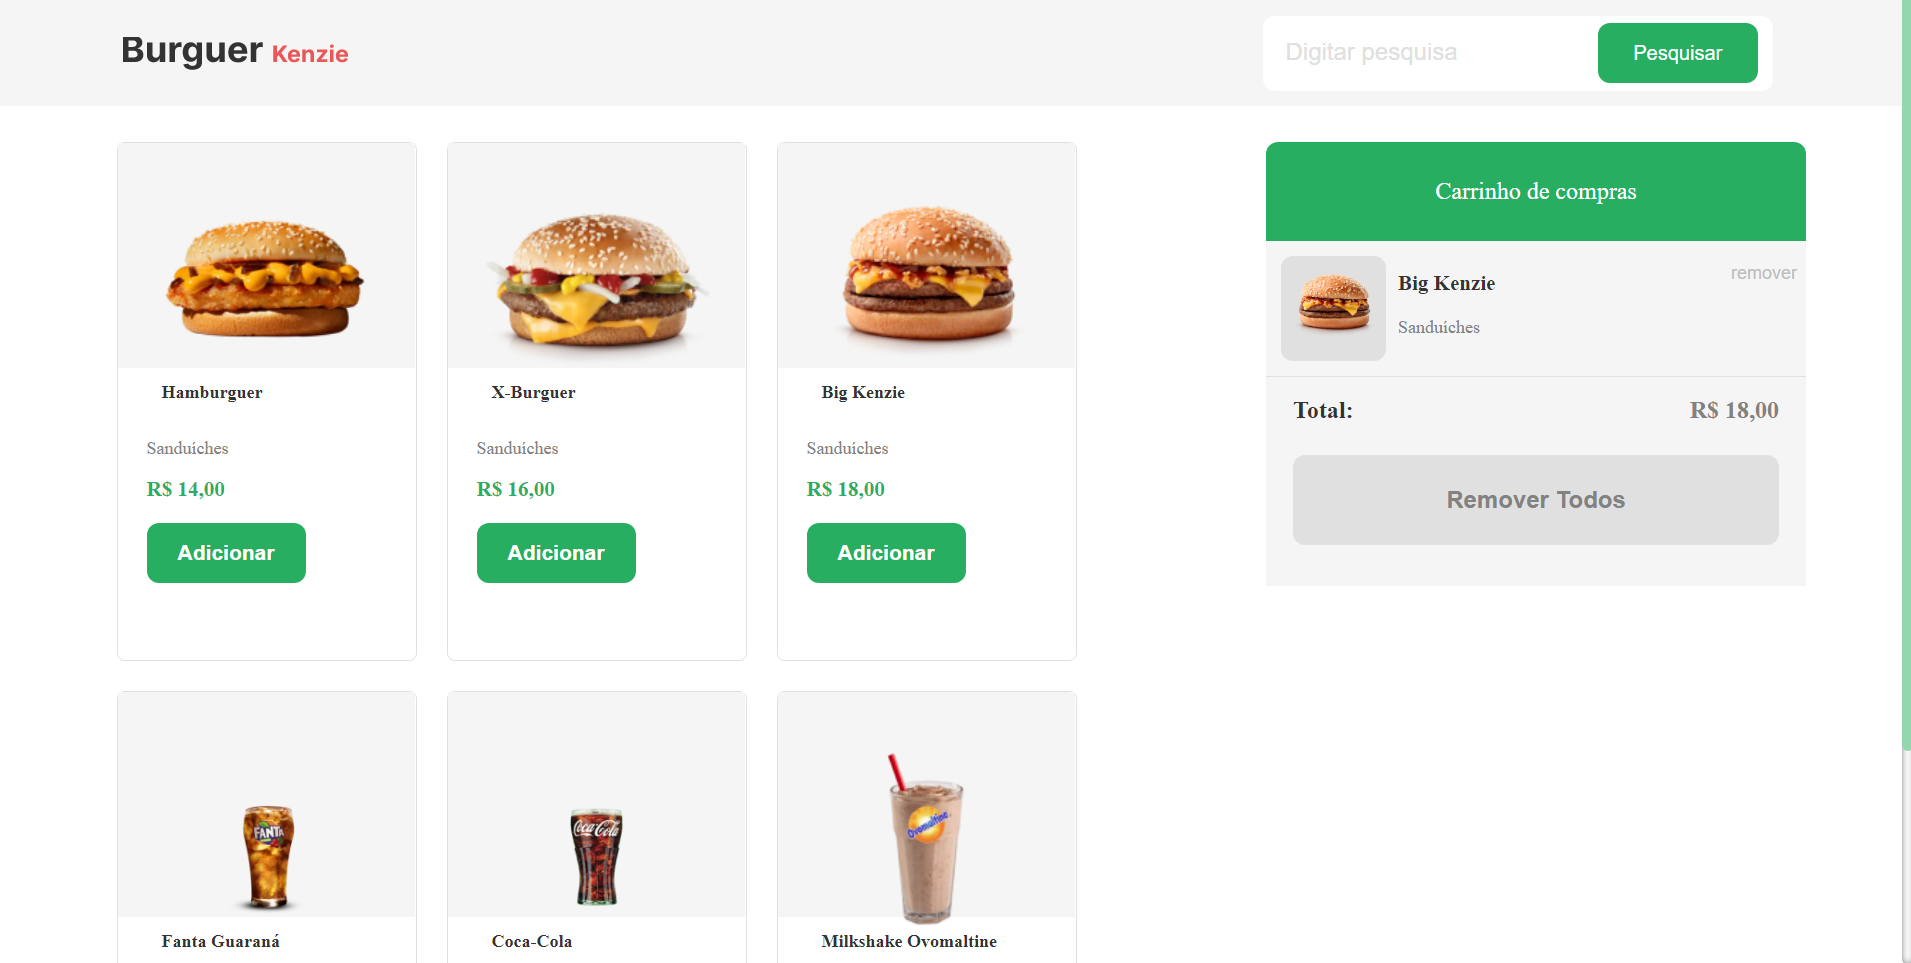 Burguer Kenzie
Digitar pesquisa
Pesquisar
Carrinho de compras
Big Kenzie
remover
Sanduíches
Total:
R$ 18,00
Remover Todos
Hamburguer
Sanduíches
R$ 14,00
Adicionar
X-Burguer
Sanduíches
R$ 16,00
Adicionar
Big Kenzie
Sanduíches
R$ 18,00
Adicionar
FANTA
Fanta Guaraná
Coca-Cola
Coca-Cola
Ovomaltine
Milkshake Ovomaltine